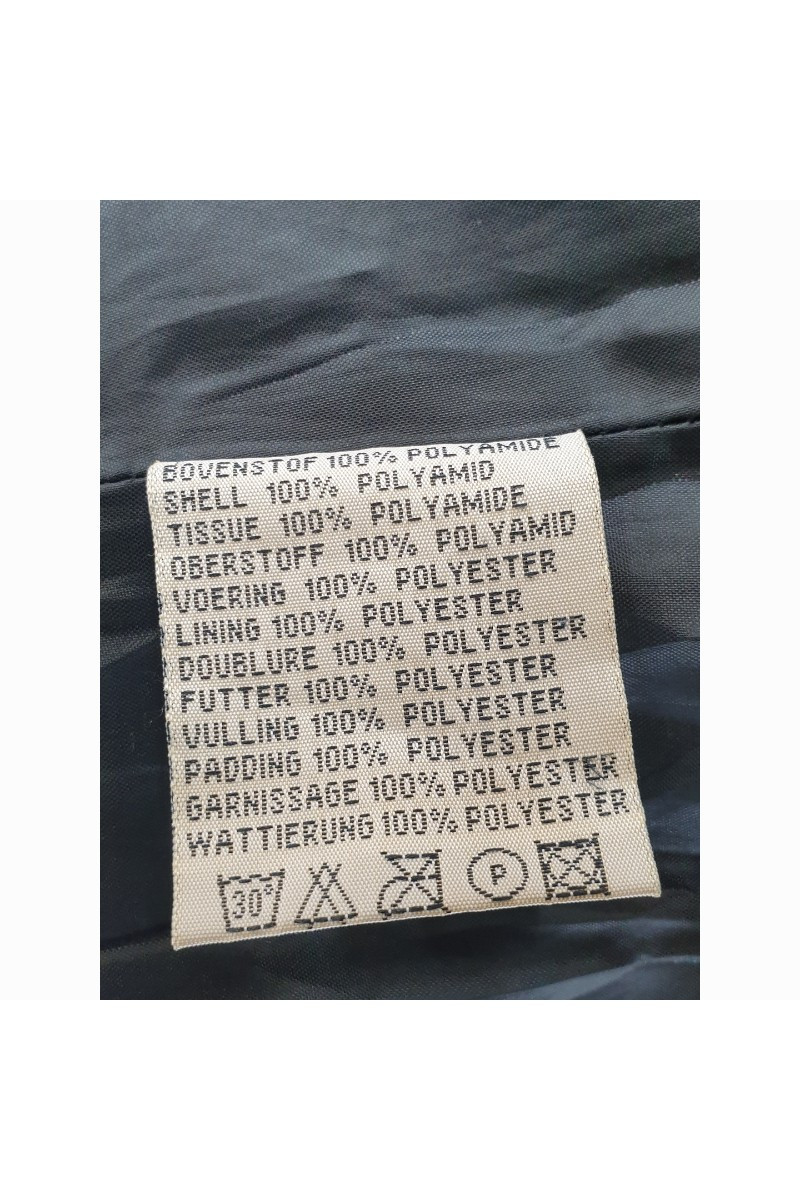 BOVENSTOF 100% POLYAMIDE
SHELL 100% POLYAMID
TISSUE 100% POLYAMIDE
OBERSTOFF 100% POLYAMID
VOERING 100% POLYESTER
LINING 100% POLYESTER
DOUBLURE 100% POLYESTER
FUTTER 100% POLYESTER
VULLING 100% POLYESTER
PADDING 100% POLYESTER
GARNISSAGE 100% POLYESTER
WATTIERUNG 100% POLYESTER
30° P